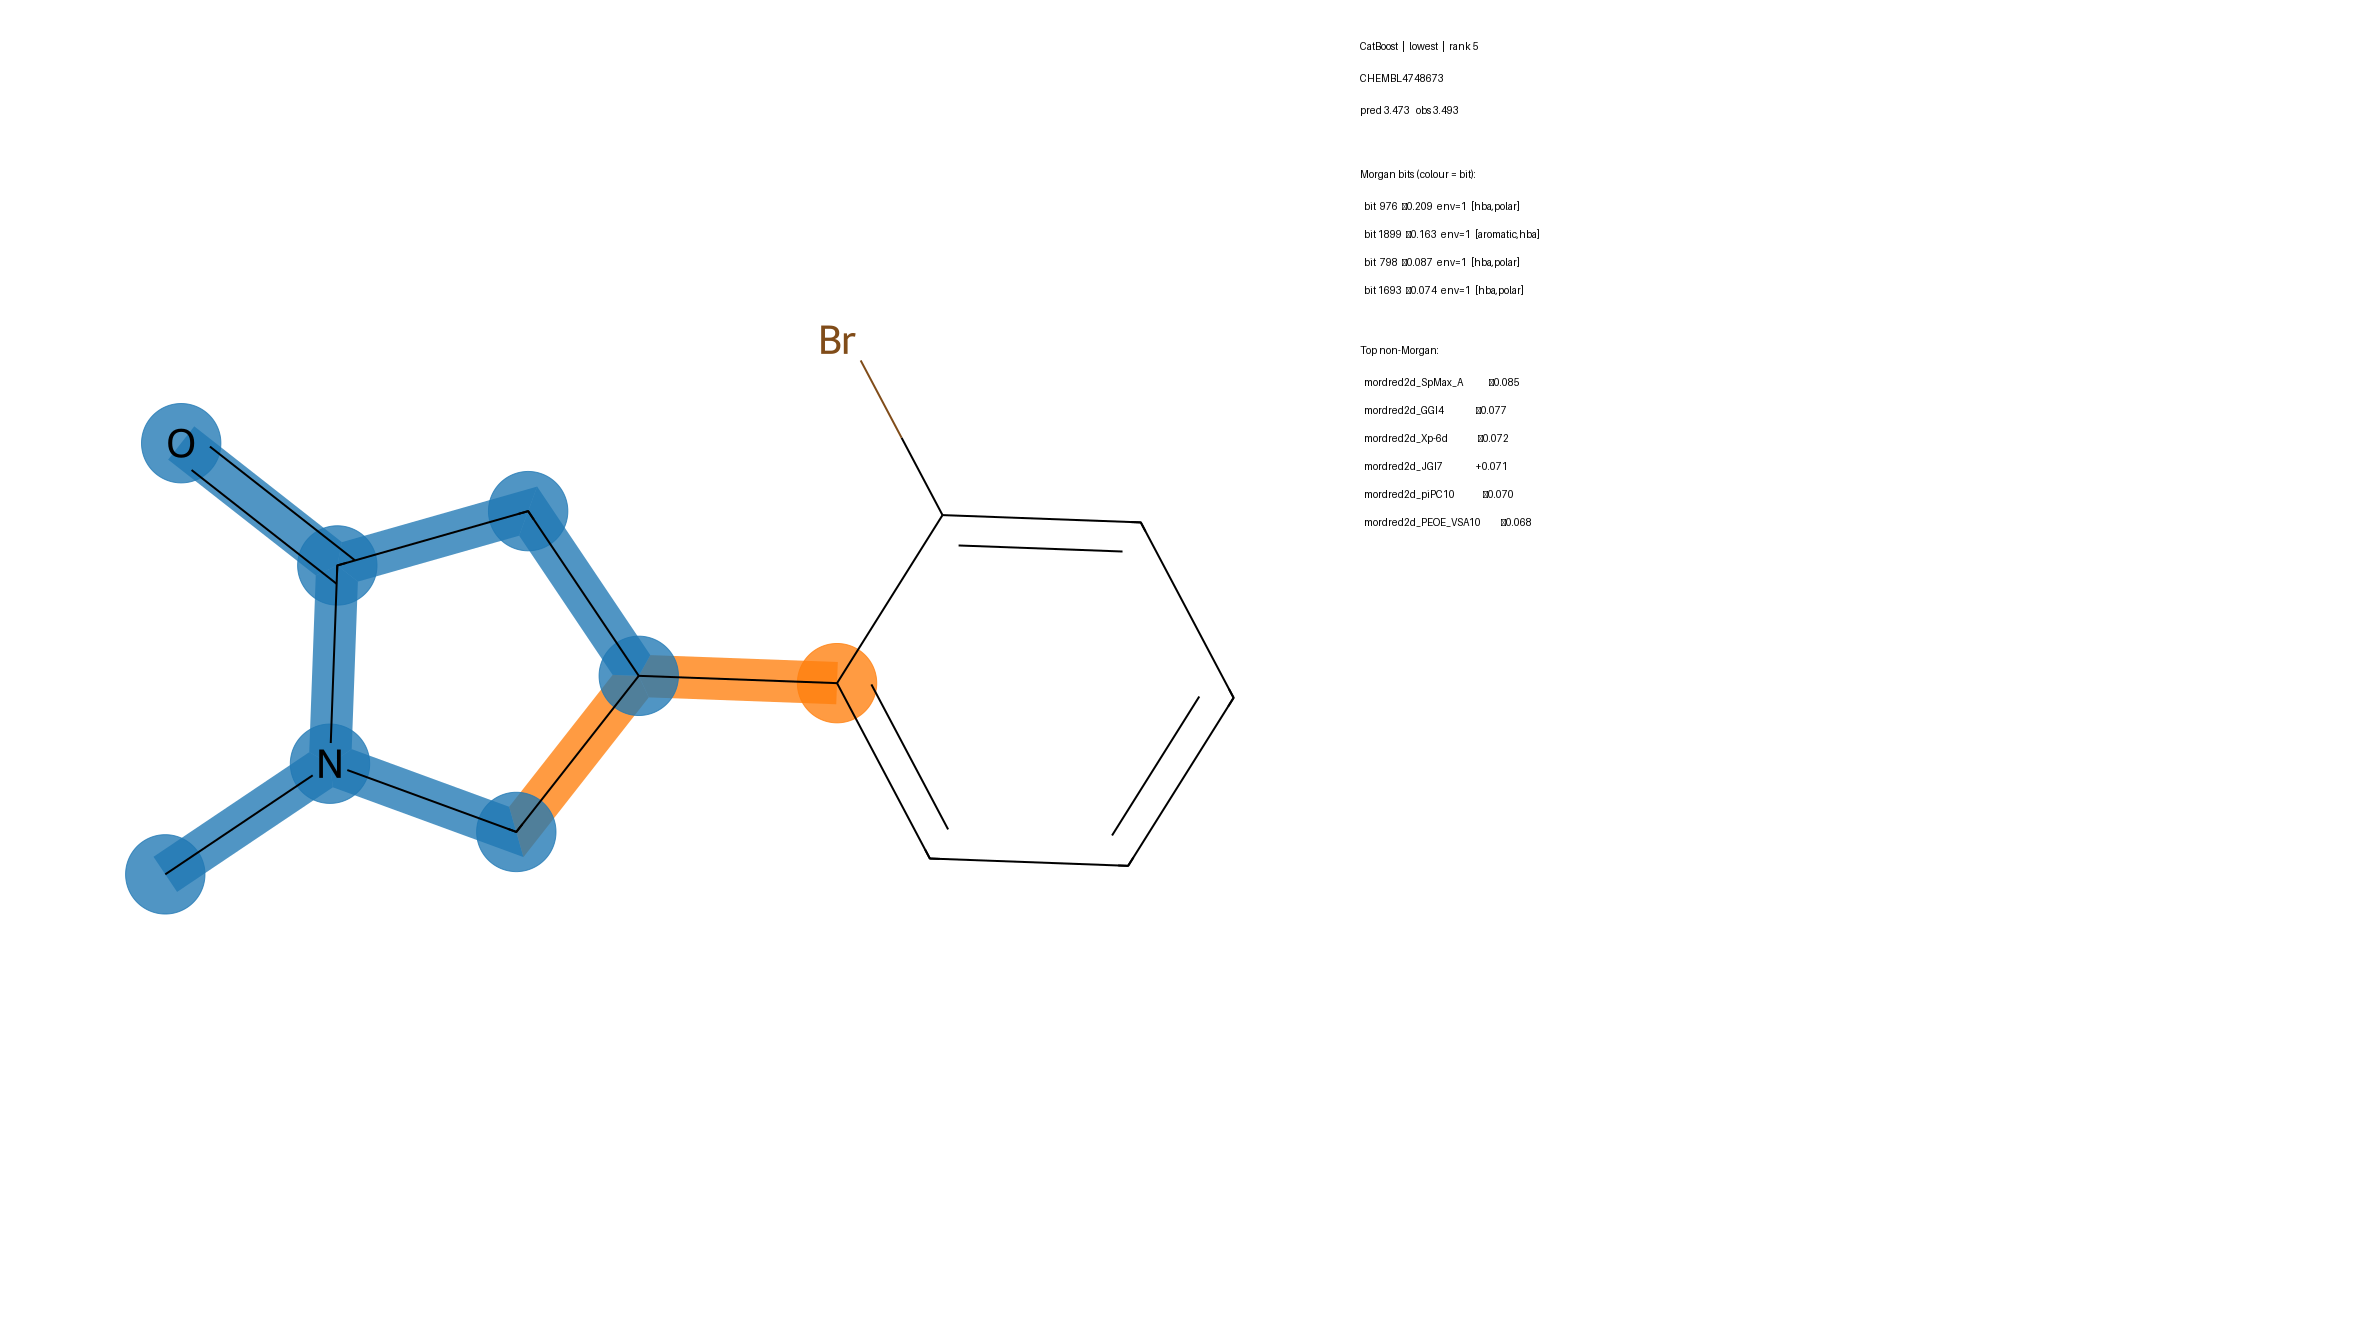 CatBoost | lowest | rank 5
CHEMBL4748673
pred 3.473 obs 3.493
Morgan bits (colour = bit):
bit 976 ▯0.209 env=1 [hba,polar]
bit 1899 ▯0.163 env=1 [aromatic,hba]
bit 798 ▯0.087 env=1 [hba,polar]
bit 1693 ▯0.074 env=1 [hba,polar]
Br
Top non-Morgan:
mordred2d_SpMax_A ▯0.085
mordred2d_GGI4 ▯0.077
mordred2d_Xp-6d ▯0.072
O
mordred2d_JGI7 +0.071
mordred2d_piPC10 ▯0.070
mordred2d_PEOE_VSA10 ▯0.068
N